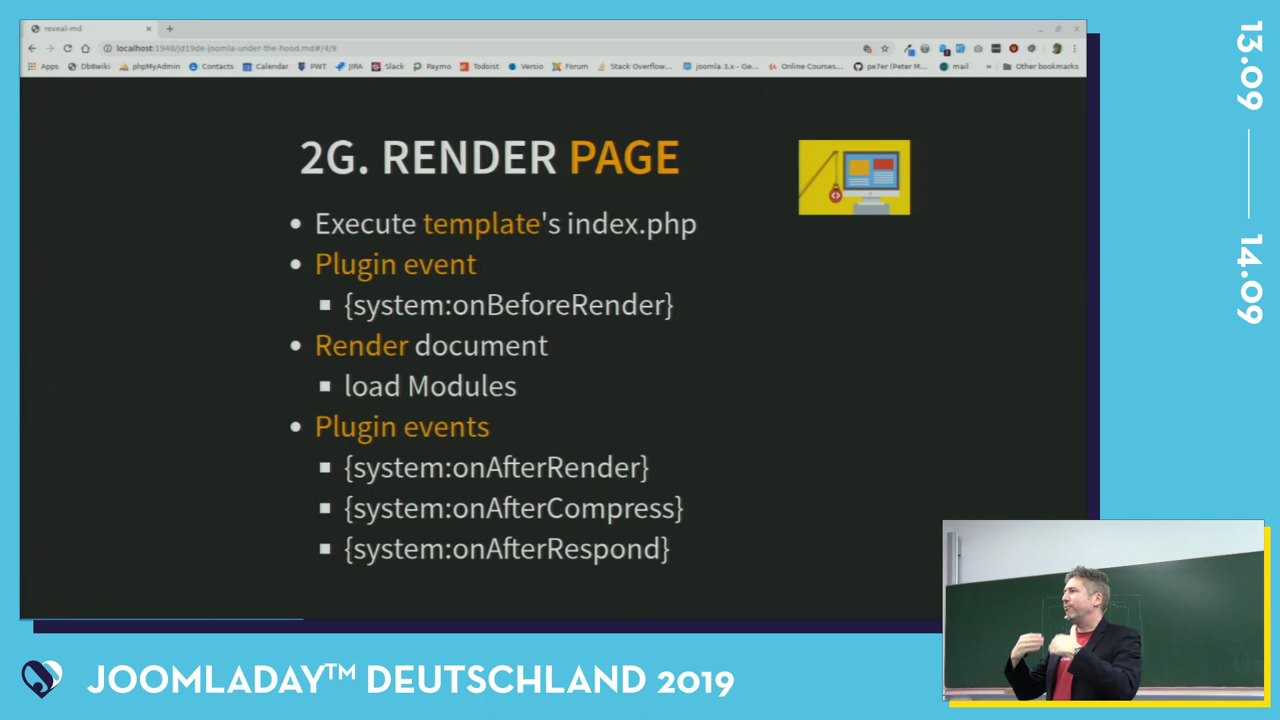 reveal-md
localhost:1948/jd19de-joomla-under-the-hood.md#/4/9
Apps Db8wiki phpMyAdmin Contacts Calendar PWT JIRA Slack Paymo Todoist Versio Forum Stack Overflow... joomla 3.x - Ge... Online Courses... pe7er (Peter M... mail » Other bookmarks
2G. RENDER PAGE
• Execute template's index.php
• Plugin event
▪ {system:onBeforeRender}
• Render document
▪ load Modules
• Plugin events
▪ {system:onAfterRender}
▪ {system:onAfterCompress}
▪ {system:onAfterRespond}
13.09
14.09
JOOMLADAY™ DEUTSCHLAND 2019